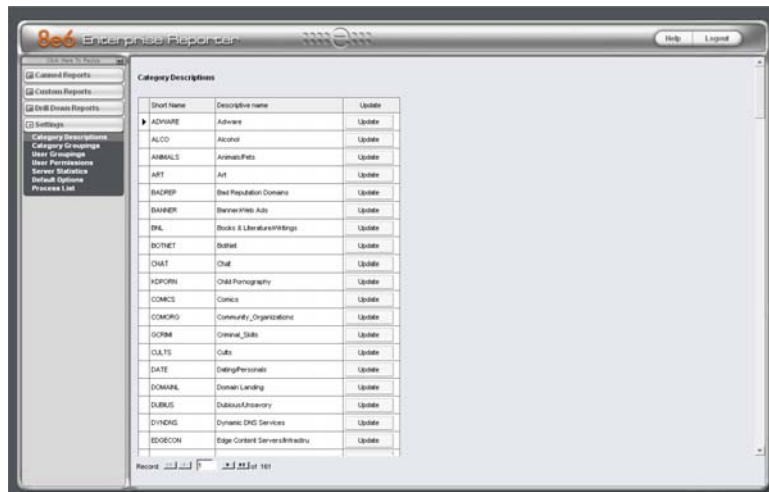 8e6 Enterprise Reporter
Help Logout
Click Here To Pause
Canned Reports
Custom Reports
Drill Down Reports
Settings
Category Descriptions
Category Groupings
User Groupings
User Permissions
Server Statistics
Default Options
Process List
Category Descriptions
Short Name Descriptive name Update
ADWARE Adware Update
ALCO Alcohol Update
ANIMALS Animals/Pets Update
ART Art Update
BADREP Bad Reputation Domains Update
BANNER Banner/Web Ads Update
BNL Books & Literature/Writings Update
BOTNET BotNet Update
CHAT Chat Update
KDPORN Child Pornography Update
COMICS Comics Update
COMORG Community_Organizations Update
GCRIMI Criminal_Skills Update
CULTS Cults Update
DATE Dating/Personals Update
DOMAINL Domain Landing Update
DUBIUS Dubious/Unsavory Update
DYNDNS Dynamic DNS Services Update
EDGECON Edge Content Servers/Infrastru Update
Record 1 of 161